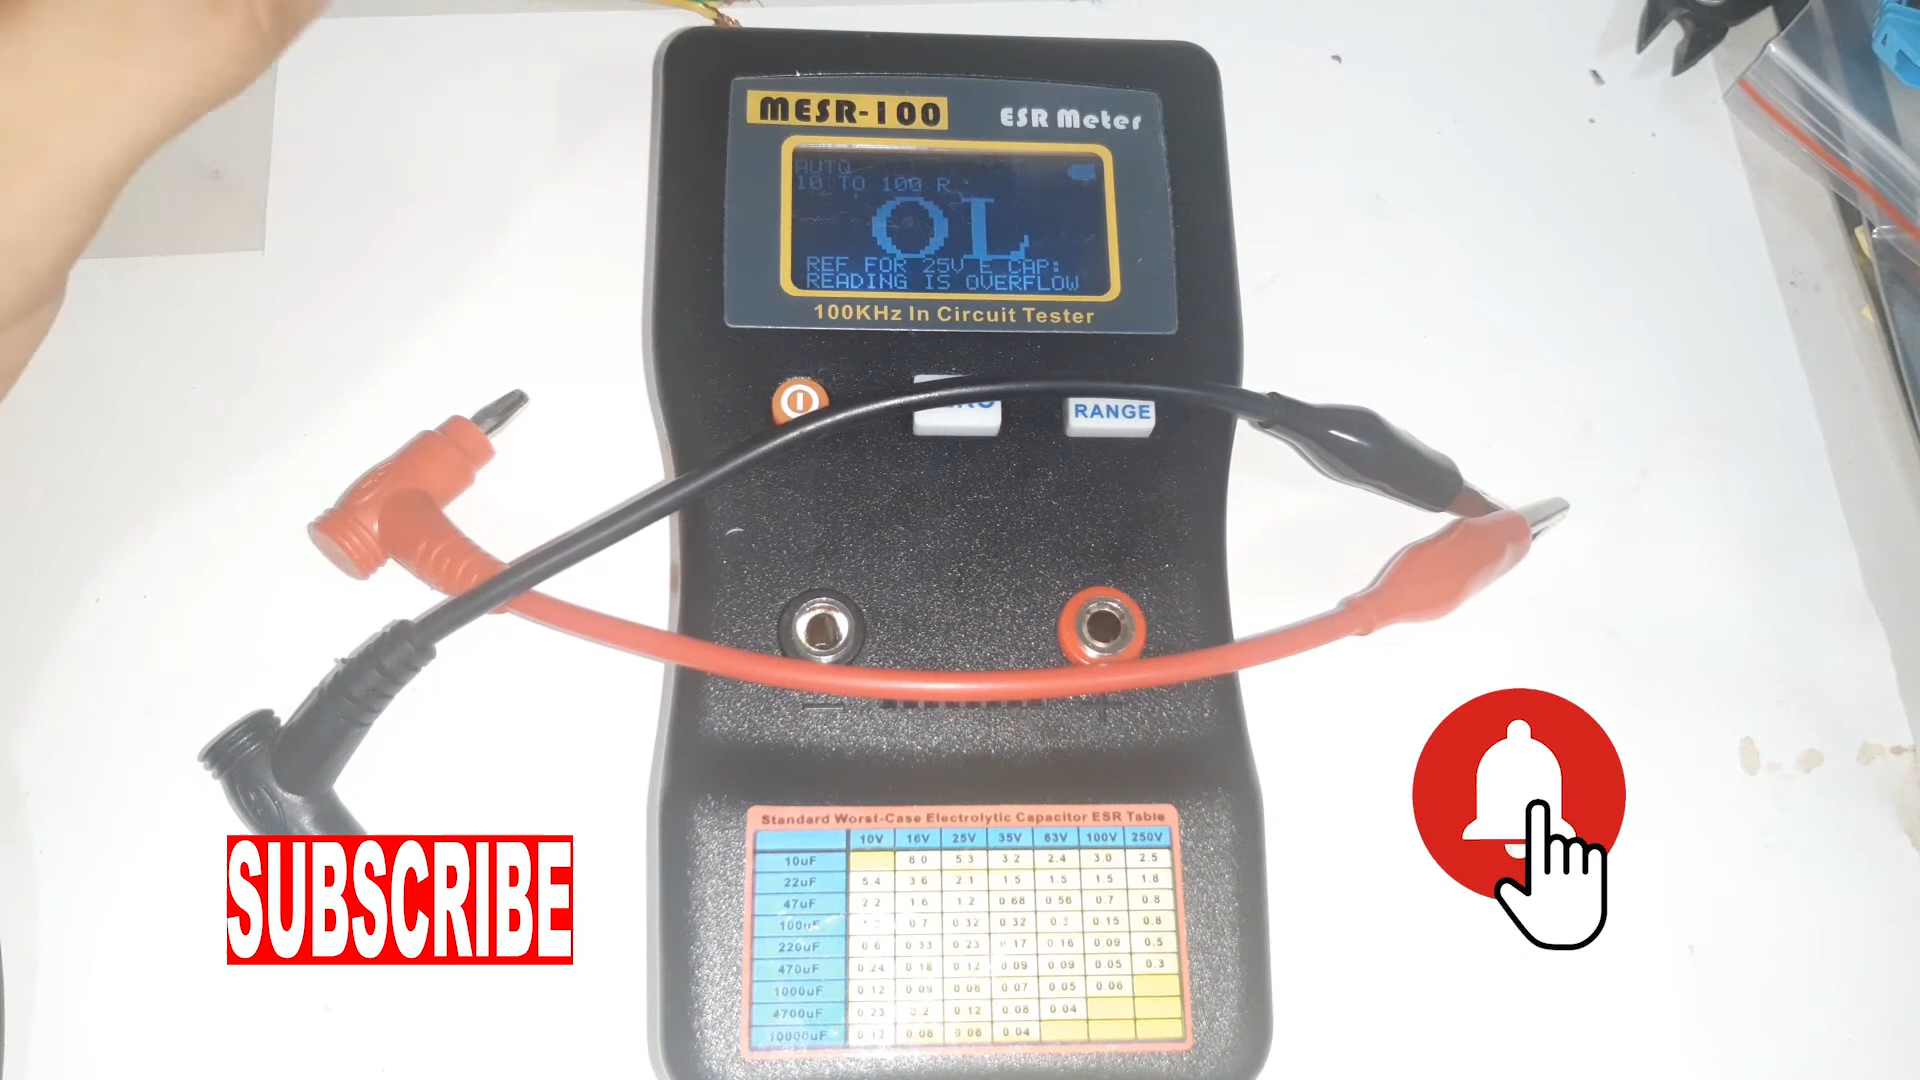 MESR-100 ESR Meter
AUTO
10 TO 100 R
OL
REF FOR 25V E CAP:
READING IS OVERFLOW
100KHz In Circuit Tester
RANGE
Standard Worst-Case Electrolytic Capacitor ESR Table
10V 16V 25V 35V 63V 100V 250V
10uF 8.0 5.3 3.2 2.4 3.0 2.5
22uF 5.4 3.6 2.1 1.5 1.5 1.5 1.8
47uF 2.2 1.6 1.2 0.68 0.56 0.7 0.8
100uF 0.7 0.32 0.32 0.3 0.15 0.8
220uF 0.6 0.33 0.23 0.17 0.16 0.09 0.5
470uF 0.24 0.18 0.12 0.09 0.09 0.05 0.3
1000uF 0.12 0.09 0.08 0.07 0.05 0.06
4700uF 0.23 0.2 0.12 0.08 0.04
10000uF 0.12 0.08 0.06 0.04
SUBSCRIBE